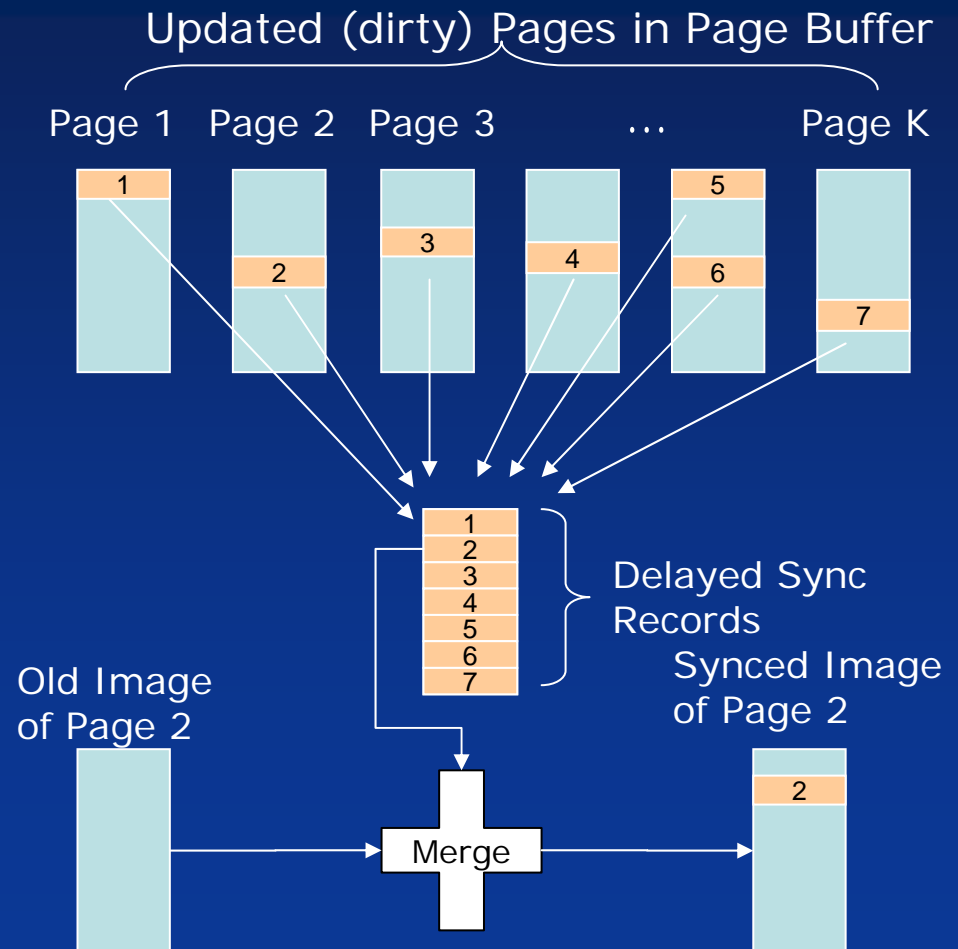 Updated (dirty) Pages in Page Buffer
Page 1 Page 2 Page 3 ... Page K
1
5
3
4
2
6
7
1
2
3
4
5
6
7
Delayed Sync
Records
Old Image
of Page 2
Synced Image
of Page 2
2
Merge